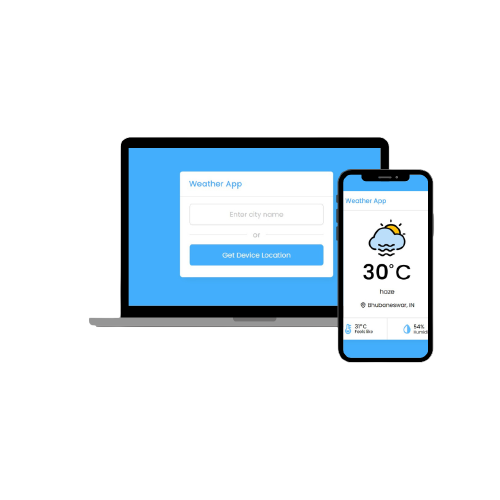 Weather App
Enter city name
or
Get Device Location
Weather App
30°C
haze
Bhubaneswar, IN
31°C
Feels like
54%
Humidi